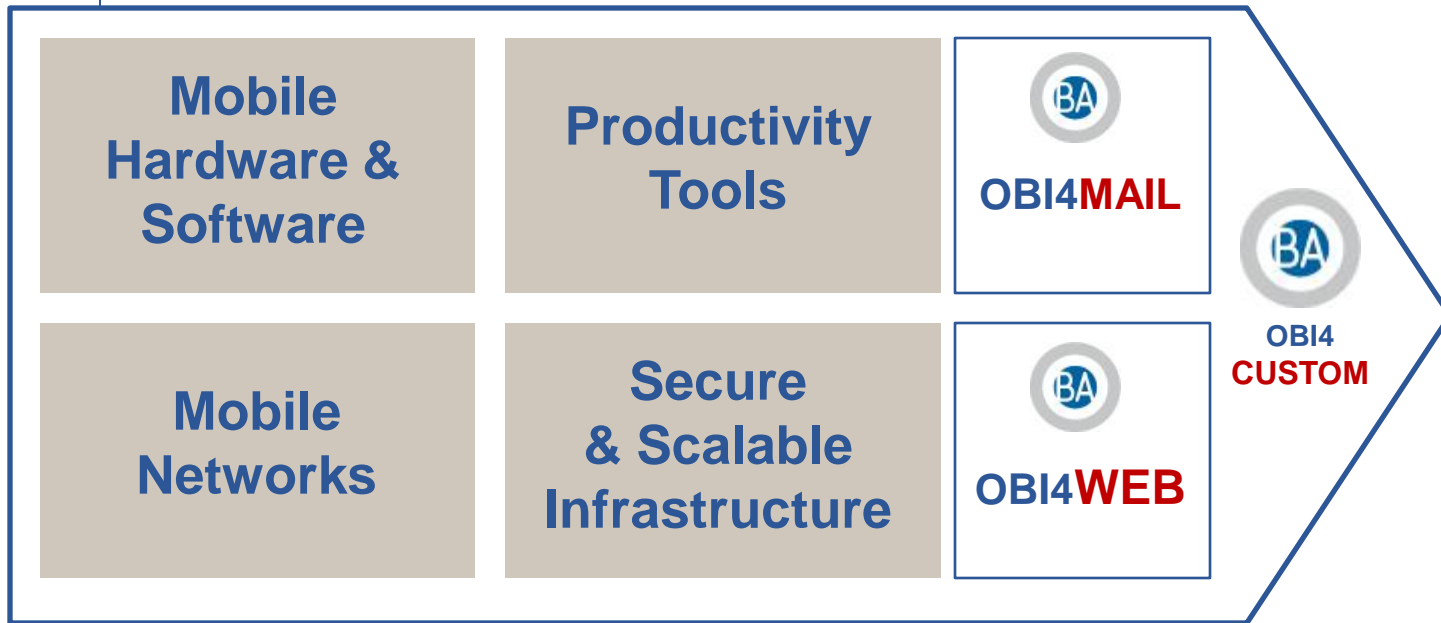 Mobile
Hardware &
Software
Productivity
Tools
BA
OBI4MAIL
BA
OBI4
CUSTOM
Mobile
Networks
Secure
& Scalable
Infrastructure
BA
OBI4WEB